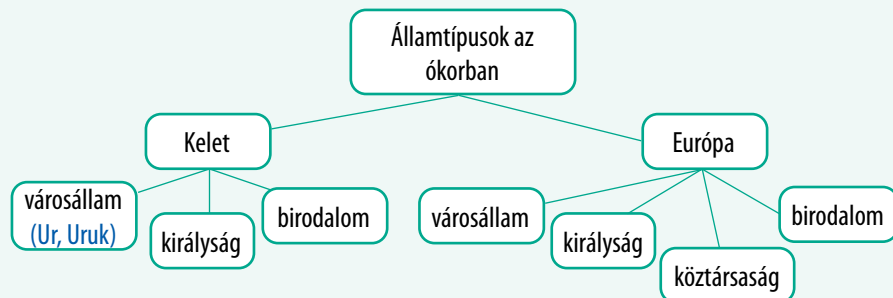 Államtípusok az
ókorban
Kelet
Európa
városállam
(Ur, Uruk)
királyság
birodalom
városállam
királyság
köztársaság
birodalom